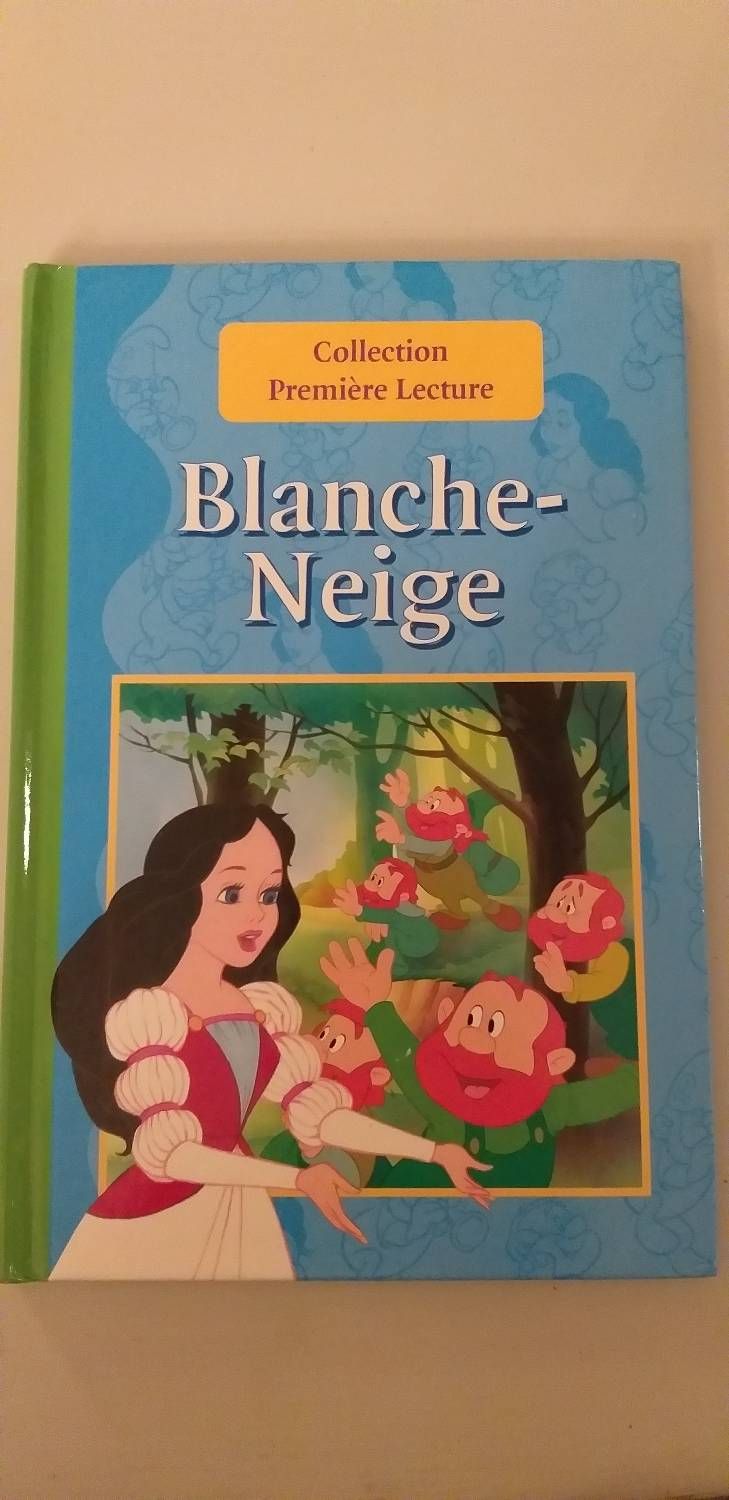 Collection
Première Lecture
Blanche-
Neige